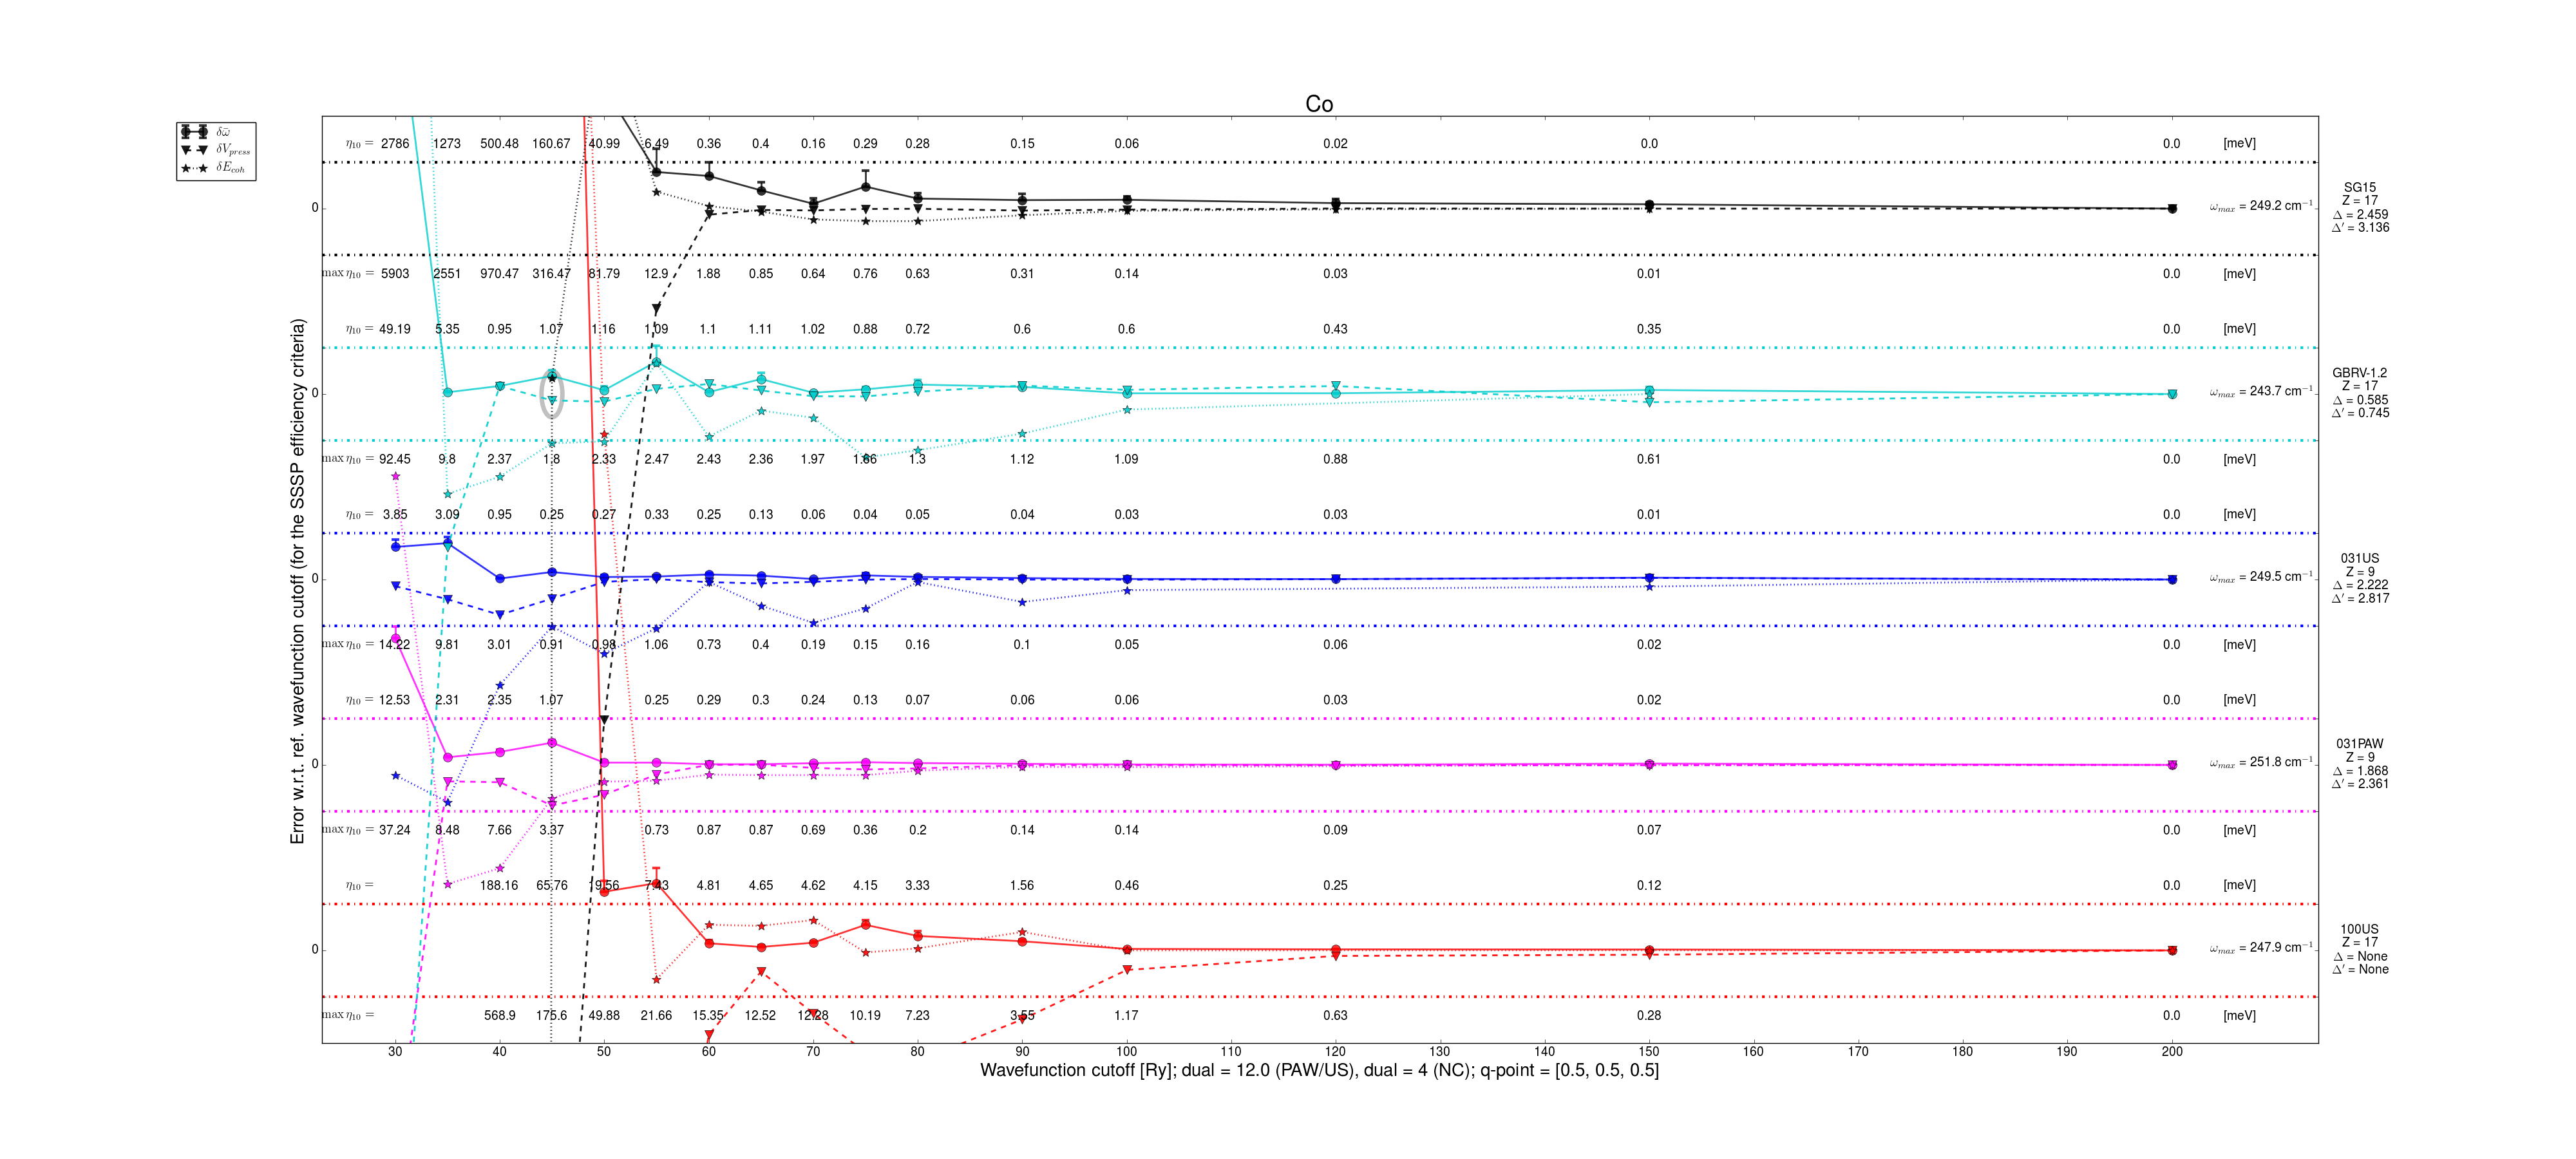 Co
δω̄
δV_press
δE_coh
Error w.r.t. ref. wavefunction cutoff (for the SSSP efficiency criteria)
η₁₀ = 2786 1273 500.48 160.67 40.99 6.49 0.36 0.4 0.16 0.29 0.28 0.15 0.06 0.02 0.0 0.0 [meV]
0 ω_max = 249.2 cm⁻¹
SG15
Z = 17
Δ = 2.459
Δ′ = 3.136
max η₁₀ = 5903 2551 970.47 316.47 81.79 12.9 1.88 0.85 0.64 0.76 0.63 0.31 0.14 0.03 0.01 0.0 [meV]
η₁₀ = 49.19 5.35 0.95 1.07 1.16 1.09 1.1 1.11 1.02 0.88 0.72 0.6 0.6 0.43 0.35 0.0 [meV]
0 ω_max = 243.7 cm⁻¹
GBRV-1.2
Z = 17
Δ = 0.585
Δ′ = 0.745
max η₁₀ = 92.45 9.8 2.37 1.8 2.33 2.47 2.43 2.36 1.97 1.66 1.3 1.12 1.09 0.88 0.61 0.0 [meV]
η₁₀ = 3.85 3.09 0.95 0.25 0.27 0.33 0.25 0.13 0.06 0.04 0.05 0.04 0.03 0.03 0.01 0.0 [meV]
0 ω_max = 249.5 cm⁻¹
031US
Z = 9
Δ = 2.222
Δ′ = 2.817
max η₁₀ = 14.22 9.81 3.01 0.91 0.98 1.06 0.73 0.4 0.19 0.15 0.16 0.1 0.05 0.06 0.02 0.0 [meV]
η₁₀ = 12.53 2.31 2.35 1.07 0.25 0.29 0.3 0.24 0.13 0.07 0.06 0.06 0.03 0.02 0.0 [meV]
0 ω_max = 251.8 cm⁻¹
031PAW
Z = 9
Δ = 1.868
Δ′ = 2.361
max η₁₀ = 37.24 8.48 7.66 3.37 0.73 0.87 0.87 0.69 0.36 0.2 0.14 0.14 0.09 0.07 0.0 [meV]
η₁₀ = 188.16 65.76 19.56 7.43 4.81 4.65 4.62 4.15 3.33 1.56 0.46 0.25 0.12 0.0 [meV]
0 ω_max = 247.9 cm⁻¹
100US
Z = 17
Δ = None
Δ′ = None
max η₁₀ = 568.9 175.6 49.88 21.66 15.35 12.52 12.28 10.19 7.23 3.55 1.17 0.63 0.28 0.0 [meV]
30 40 50 60 70 80 90 100 110 120 130 140 150 160 170 180 190 200
Wavefunction cutoff [Ry]; dual = 12.0 (PAW/US), dual = 4 (NC); q-point = [0.5, 0.5, 0.5]